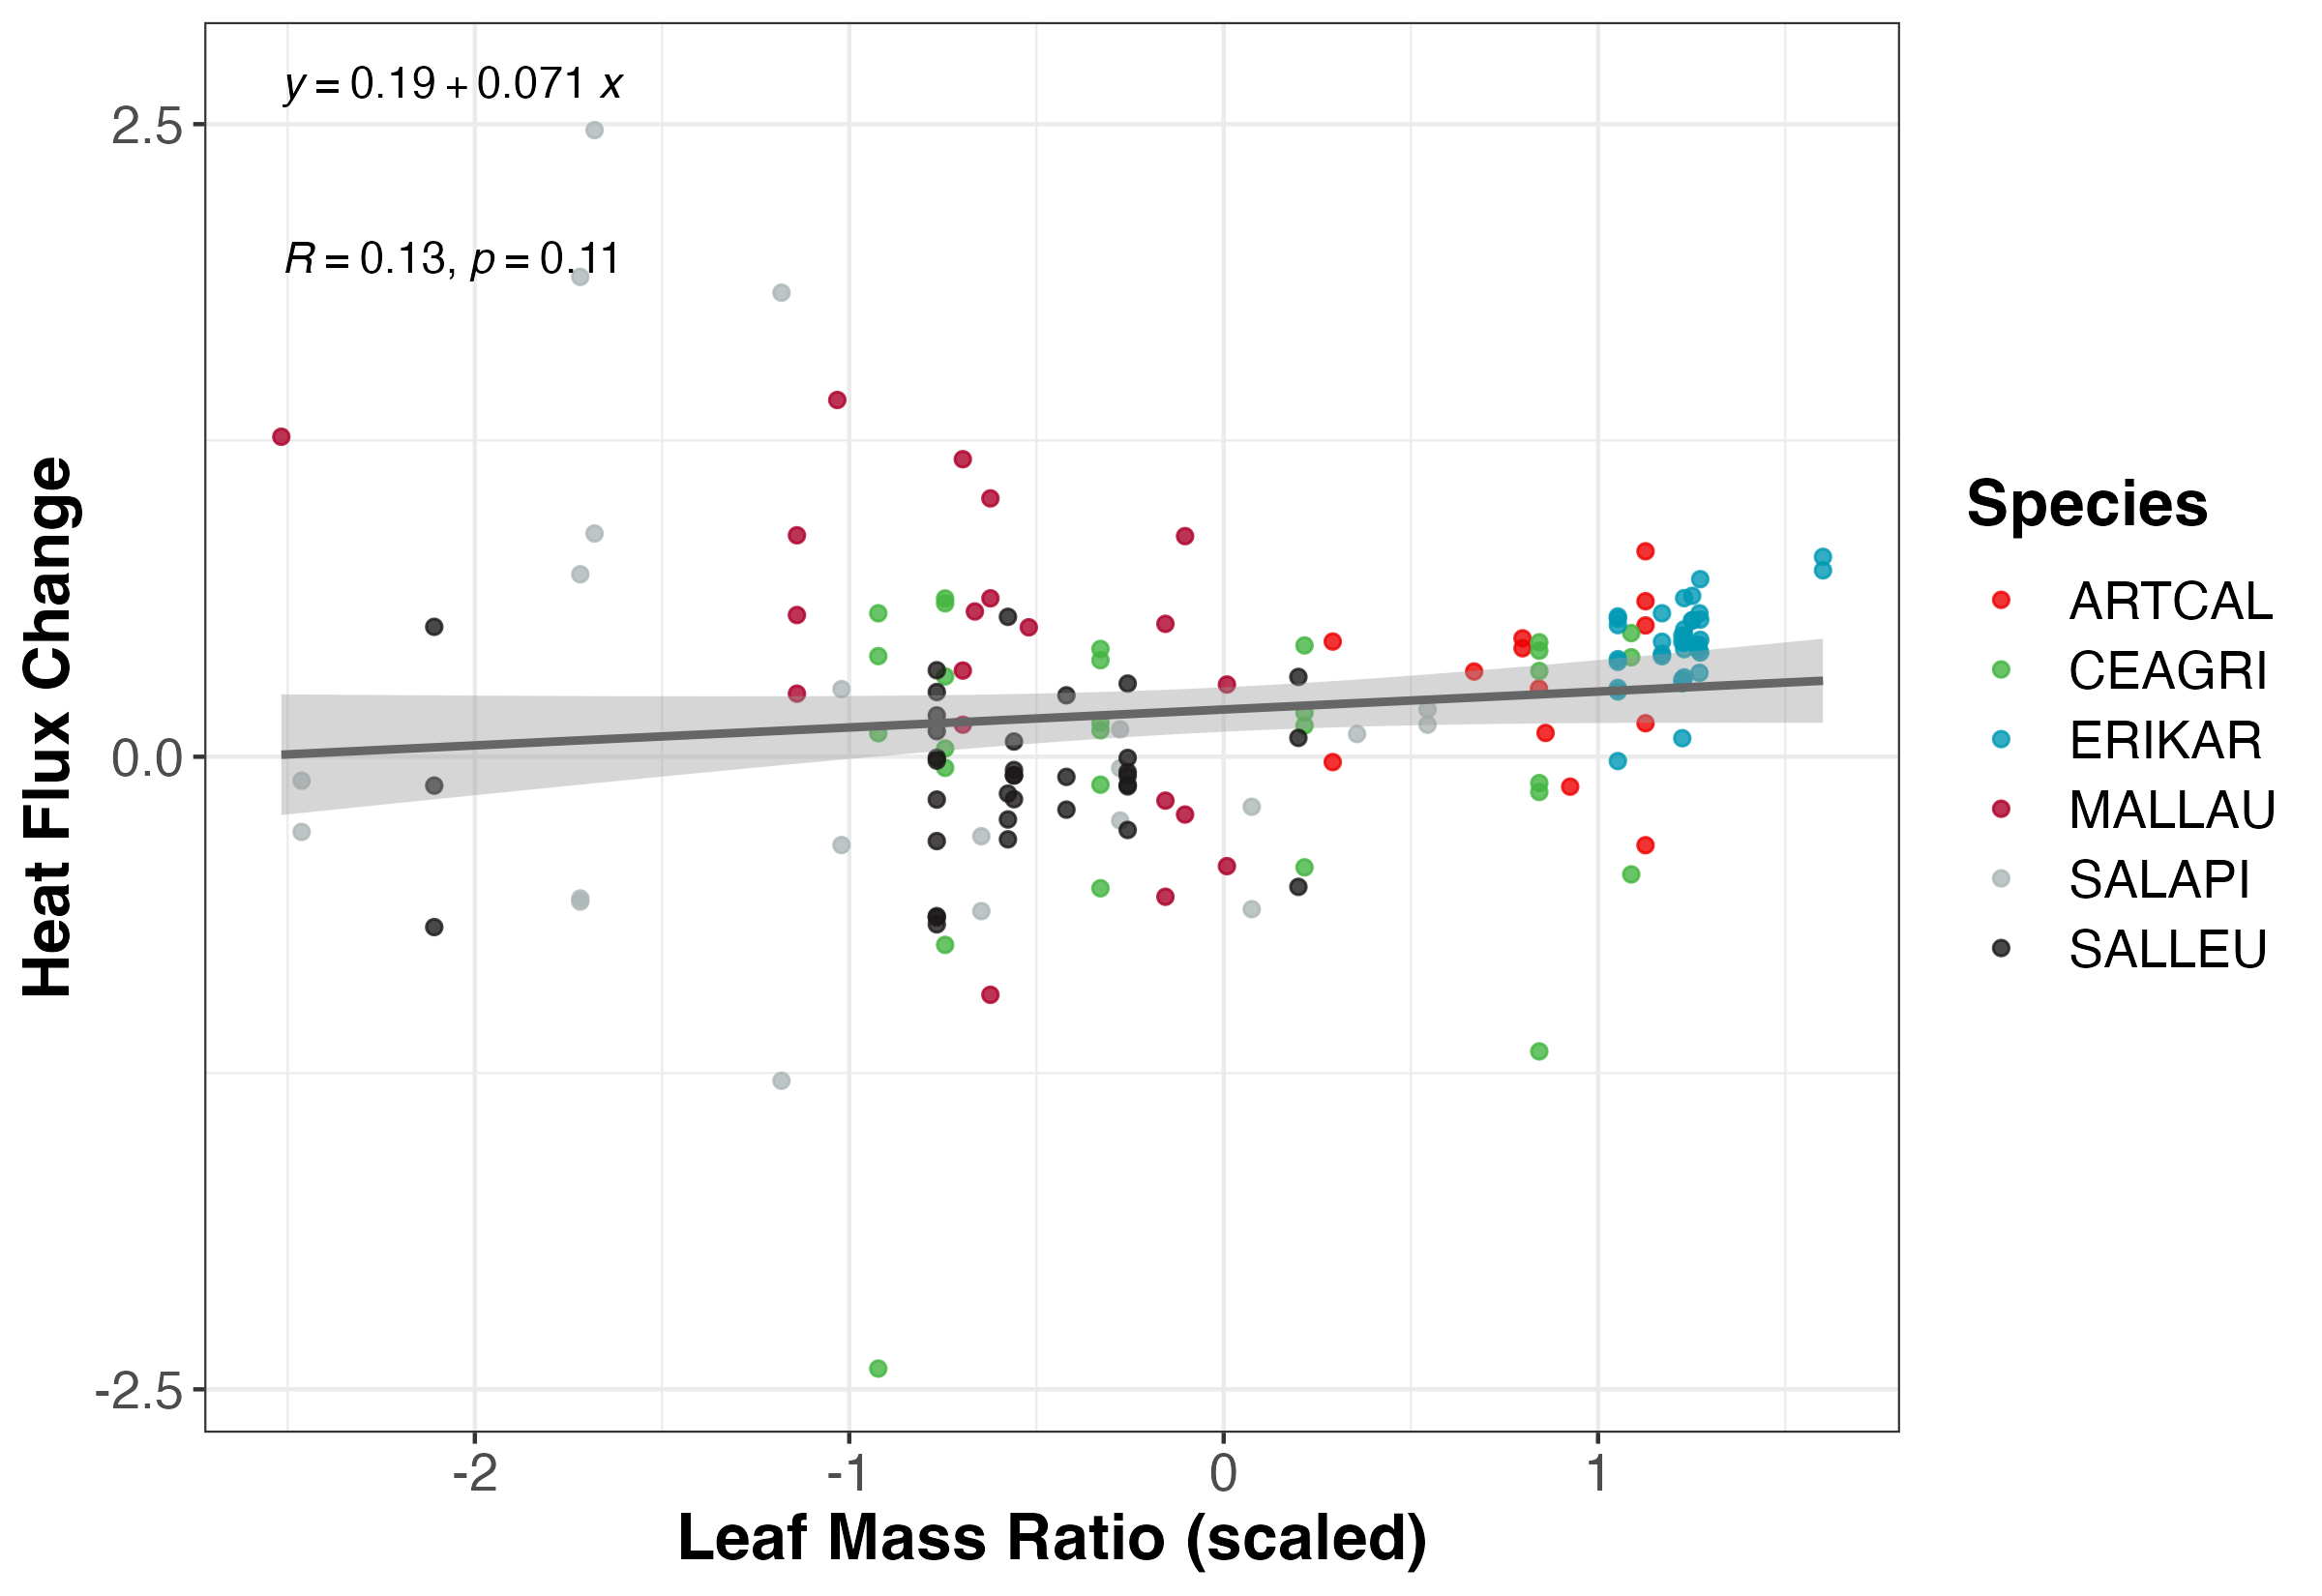 y = 0.19 + 0.071 x
R = 0.13, p = 0.11
2.5
0.0
-2.5
Heat Flux Change
-2
-1
0
1
Leaf Mass Ratio (scaled)
Species
ARTCAL
CEAGRI
ERIKAR
MALLAU
SALAPI
SALLEU